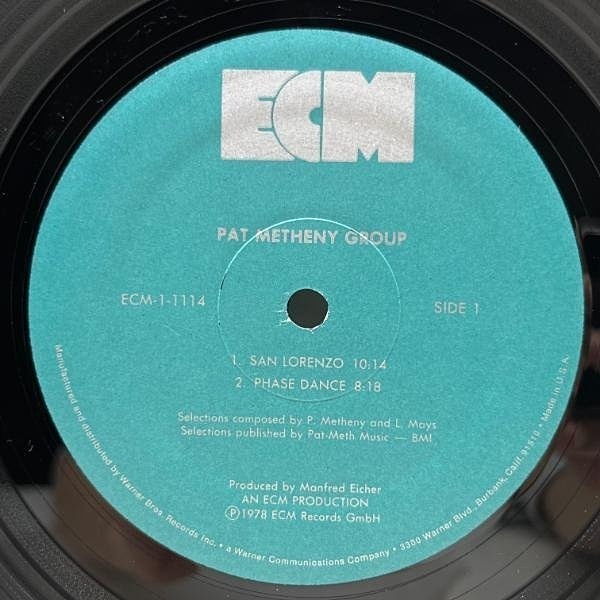 ECM
PAT METHENY GROUP
ECM-1-1114
SIDE 1
1. SAN LORENZO 10:14
2. PHASE DANCE 8:18
Selections composed by P. Metheny and L. Mays
Selections published by Pat-Meth Music — BMI
Produced by Manfred Eicher
AN ECM PRODUCTION
Ⓟ1978 ECM Records GmbH
Manufactured and distributed by Warner Bros. Records Inc. • a Warner Communications Company • 3300 Warner Blvd., Burbank, Calif. 91510 • Made in U.S.A.